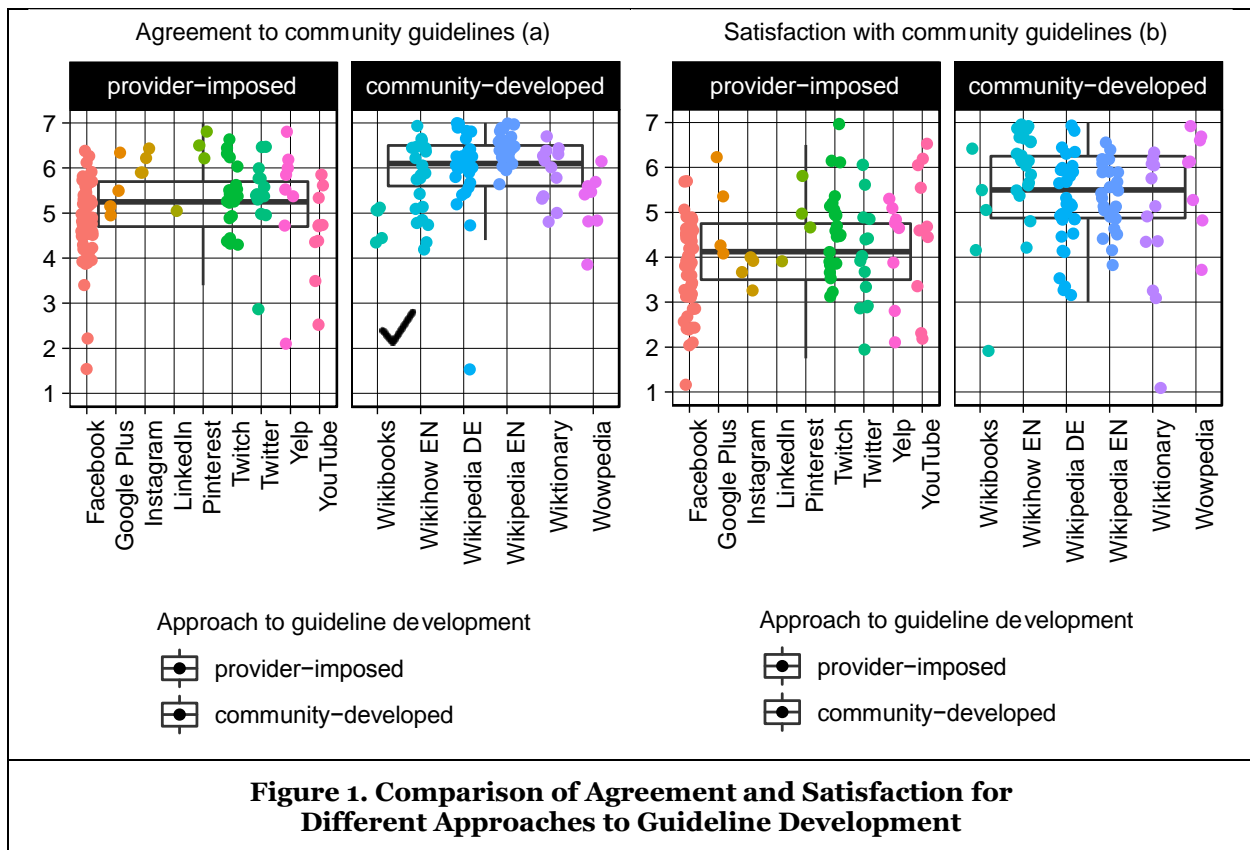 Agreement to community guidelines (a)
Satisfaction with community guidelines (b)
provider−imposed
community−developed
provider−imposed
community−developed
7
6
5
4
3
2
1
7
6
5
4
3
2
1
Facebook
Google Plus
Instagram
LinkedIn
Pinterest
Twitch
Twitter
Yelp
YouTube
Wikibooks
Wikihow EN
Wikipedia DE
Wikipedia EN
Wiktionary
Wowpedia
Facebook
Google Plus
Instagram
LinkedIn
Pinterest
Twitch
Twitter
Yelp
YouTube
Wikibooks
Wikihow EN
Wikipedia DE
Wikipedia EN
Wiktionary
Wowpedia
Approach to guideline development
provider−imposed
community−developed
Approach to guideline development
provider−imposed
community−developed
Figure 1. Comparison of Agreement and Satisfaction for
Different Approaches to Guideline Development